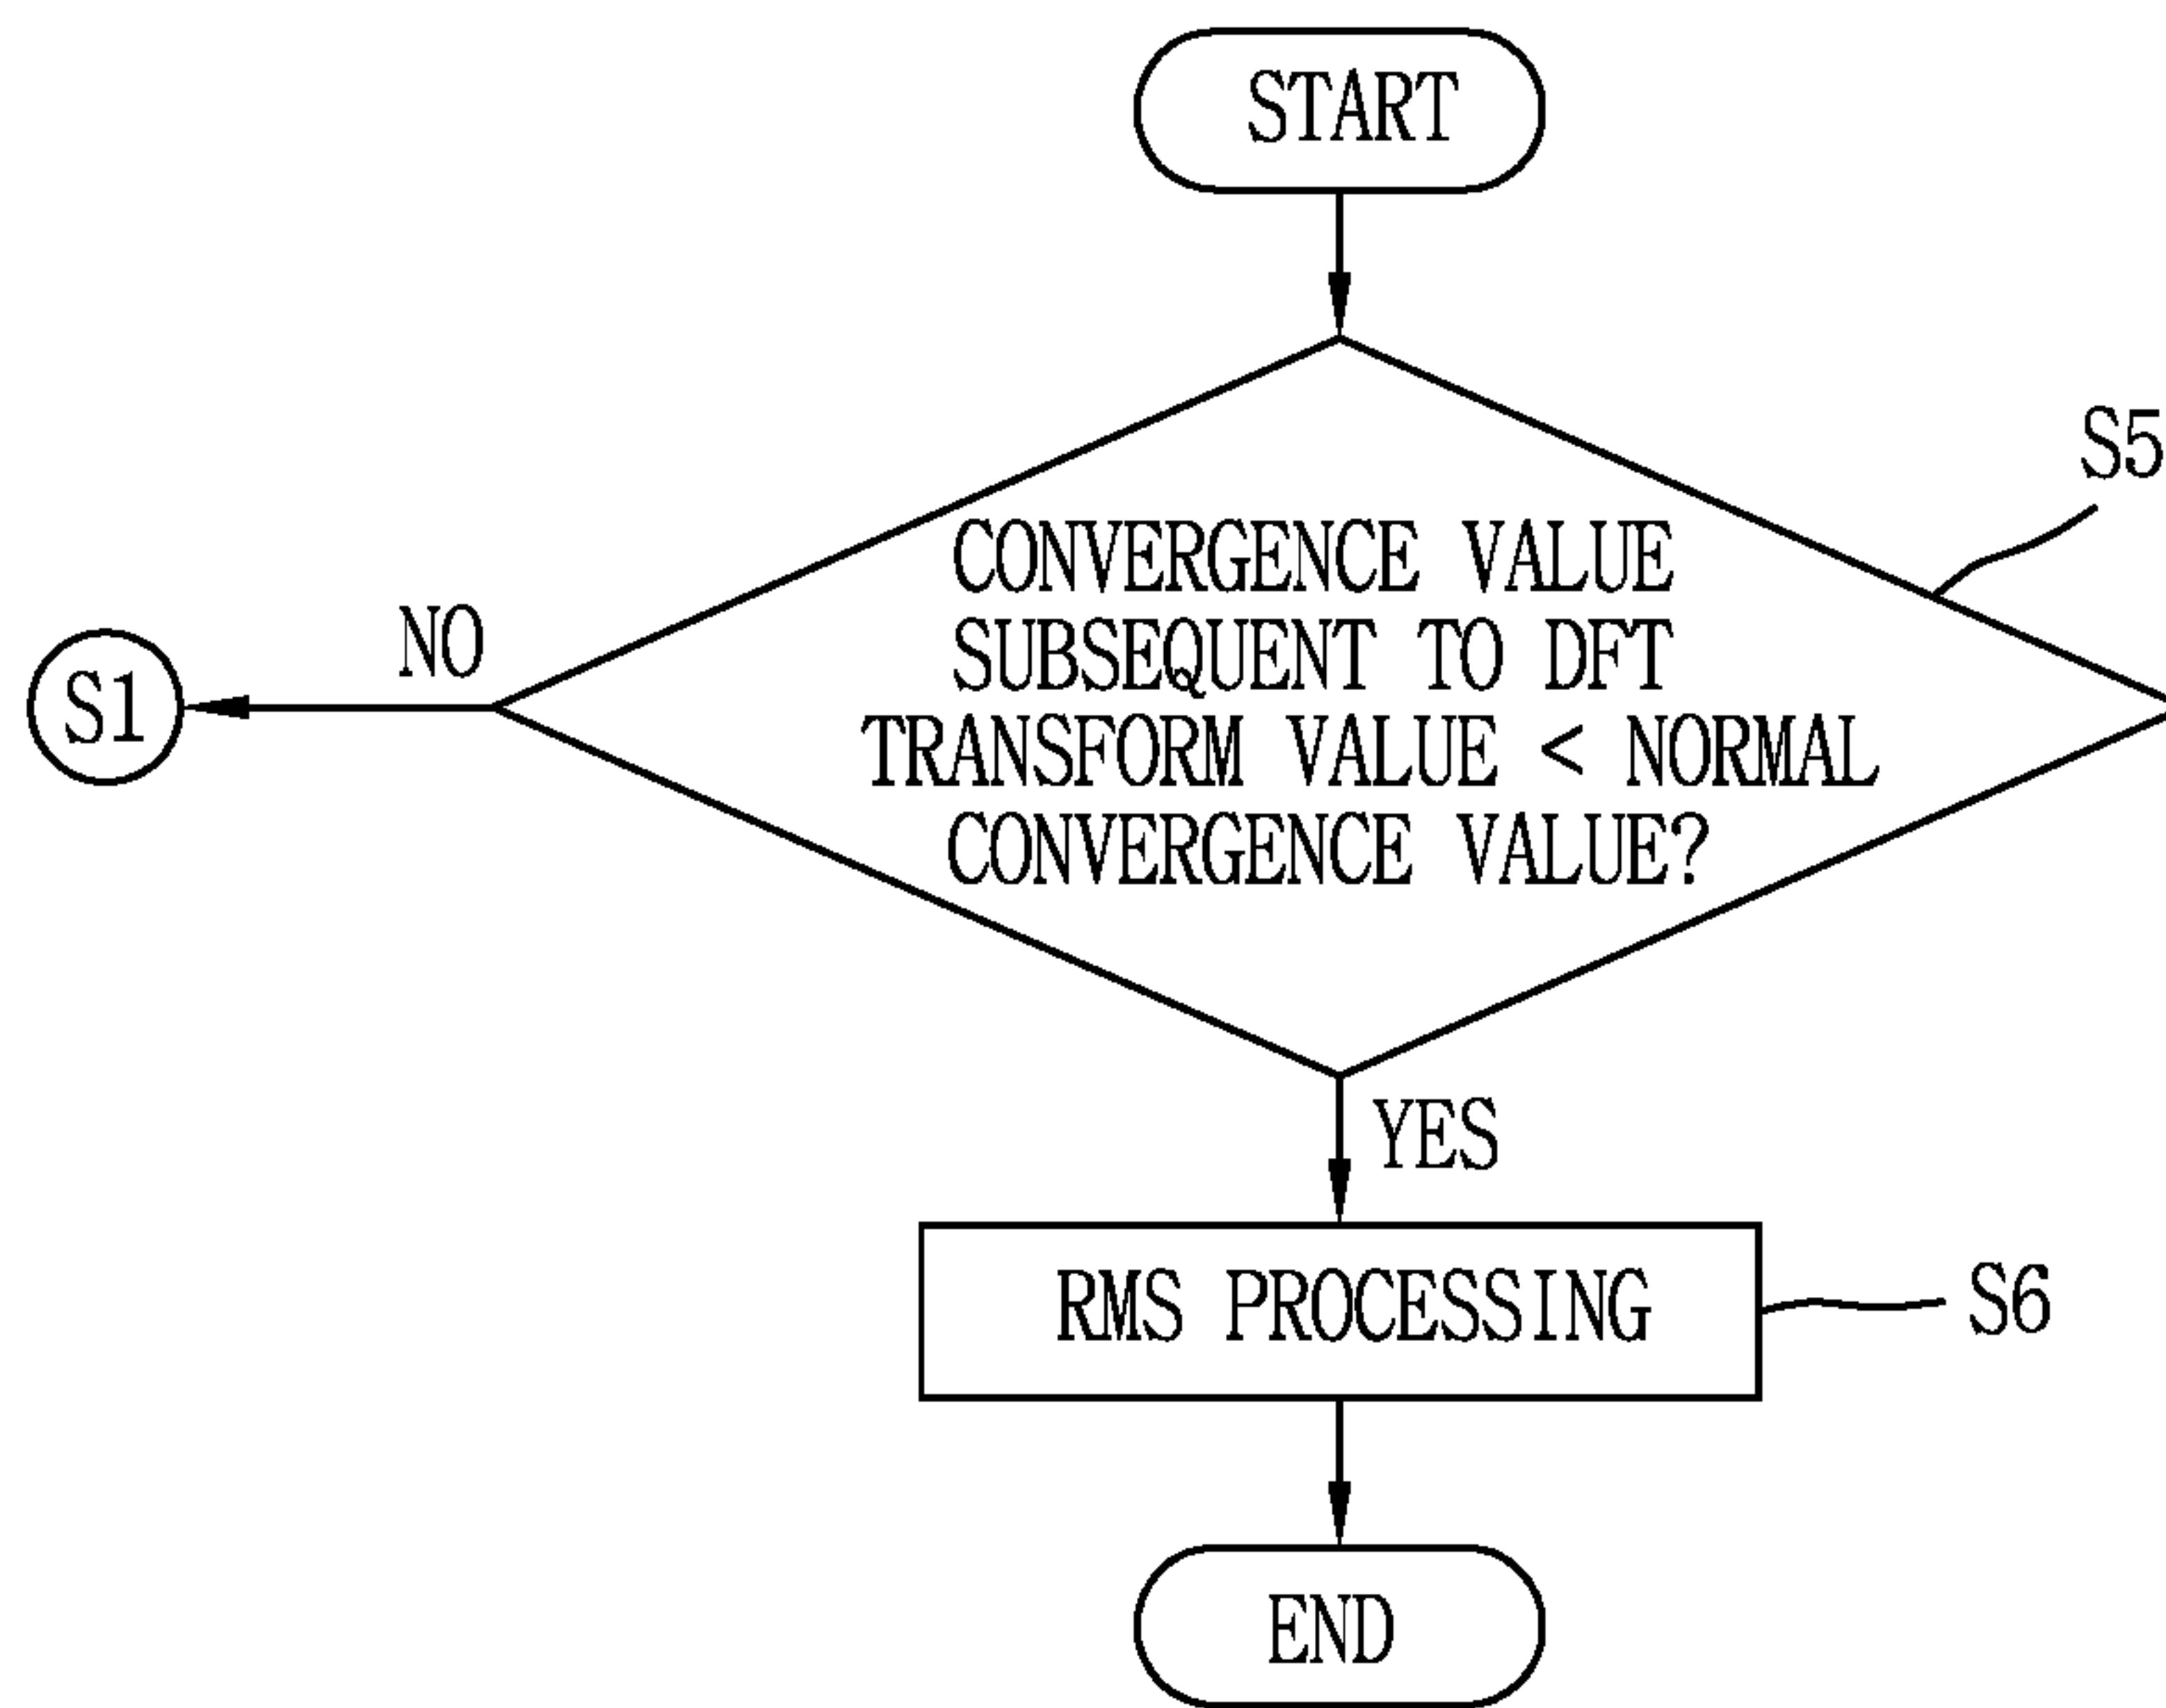 START
S5
CONVERGENCE VALUE
SUBSEQUENT TO DFT
TRANSFORM VALUE < NORMAL
CONVERGENCE VALUE?
NO
S1
YES
RMS PROCESSING
S6
END